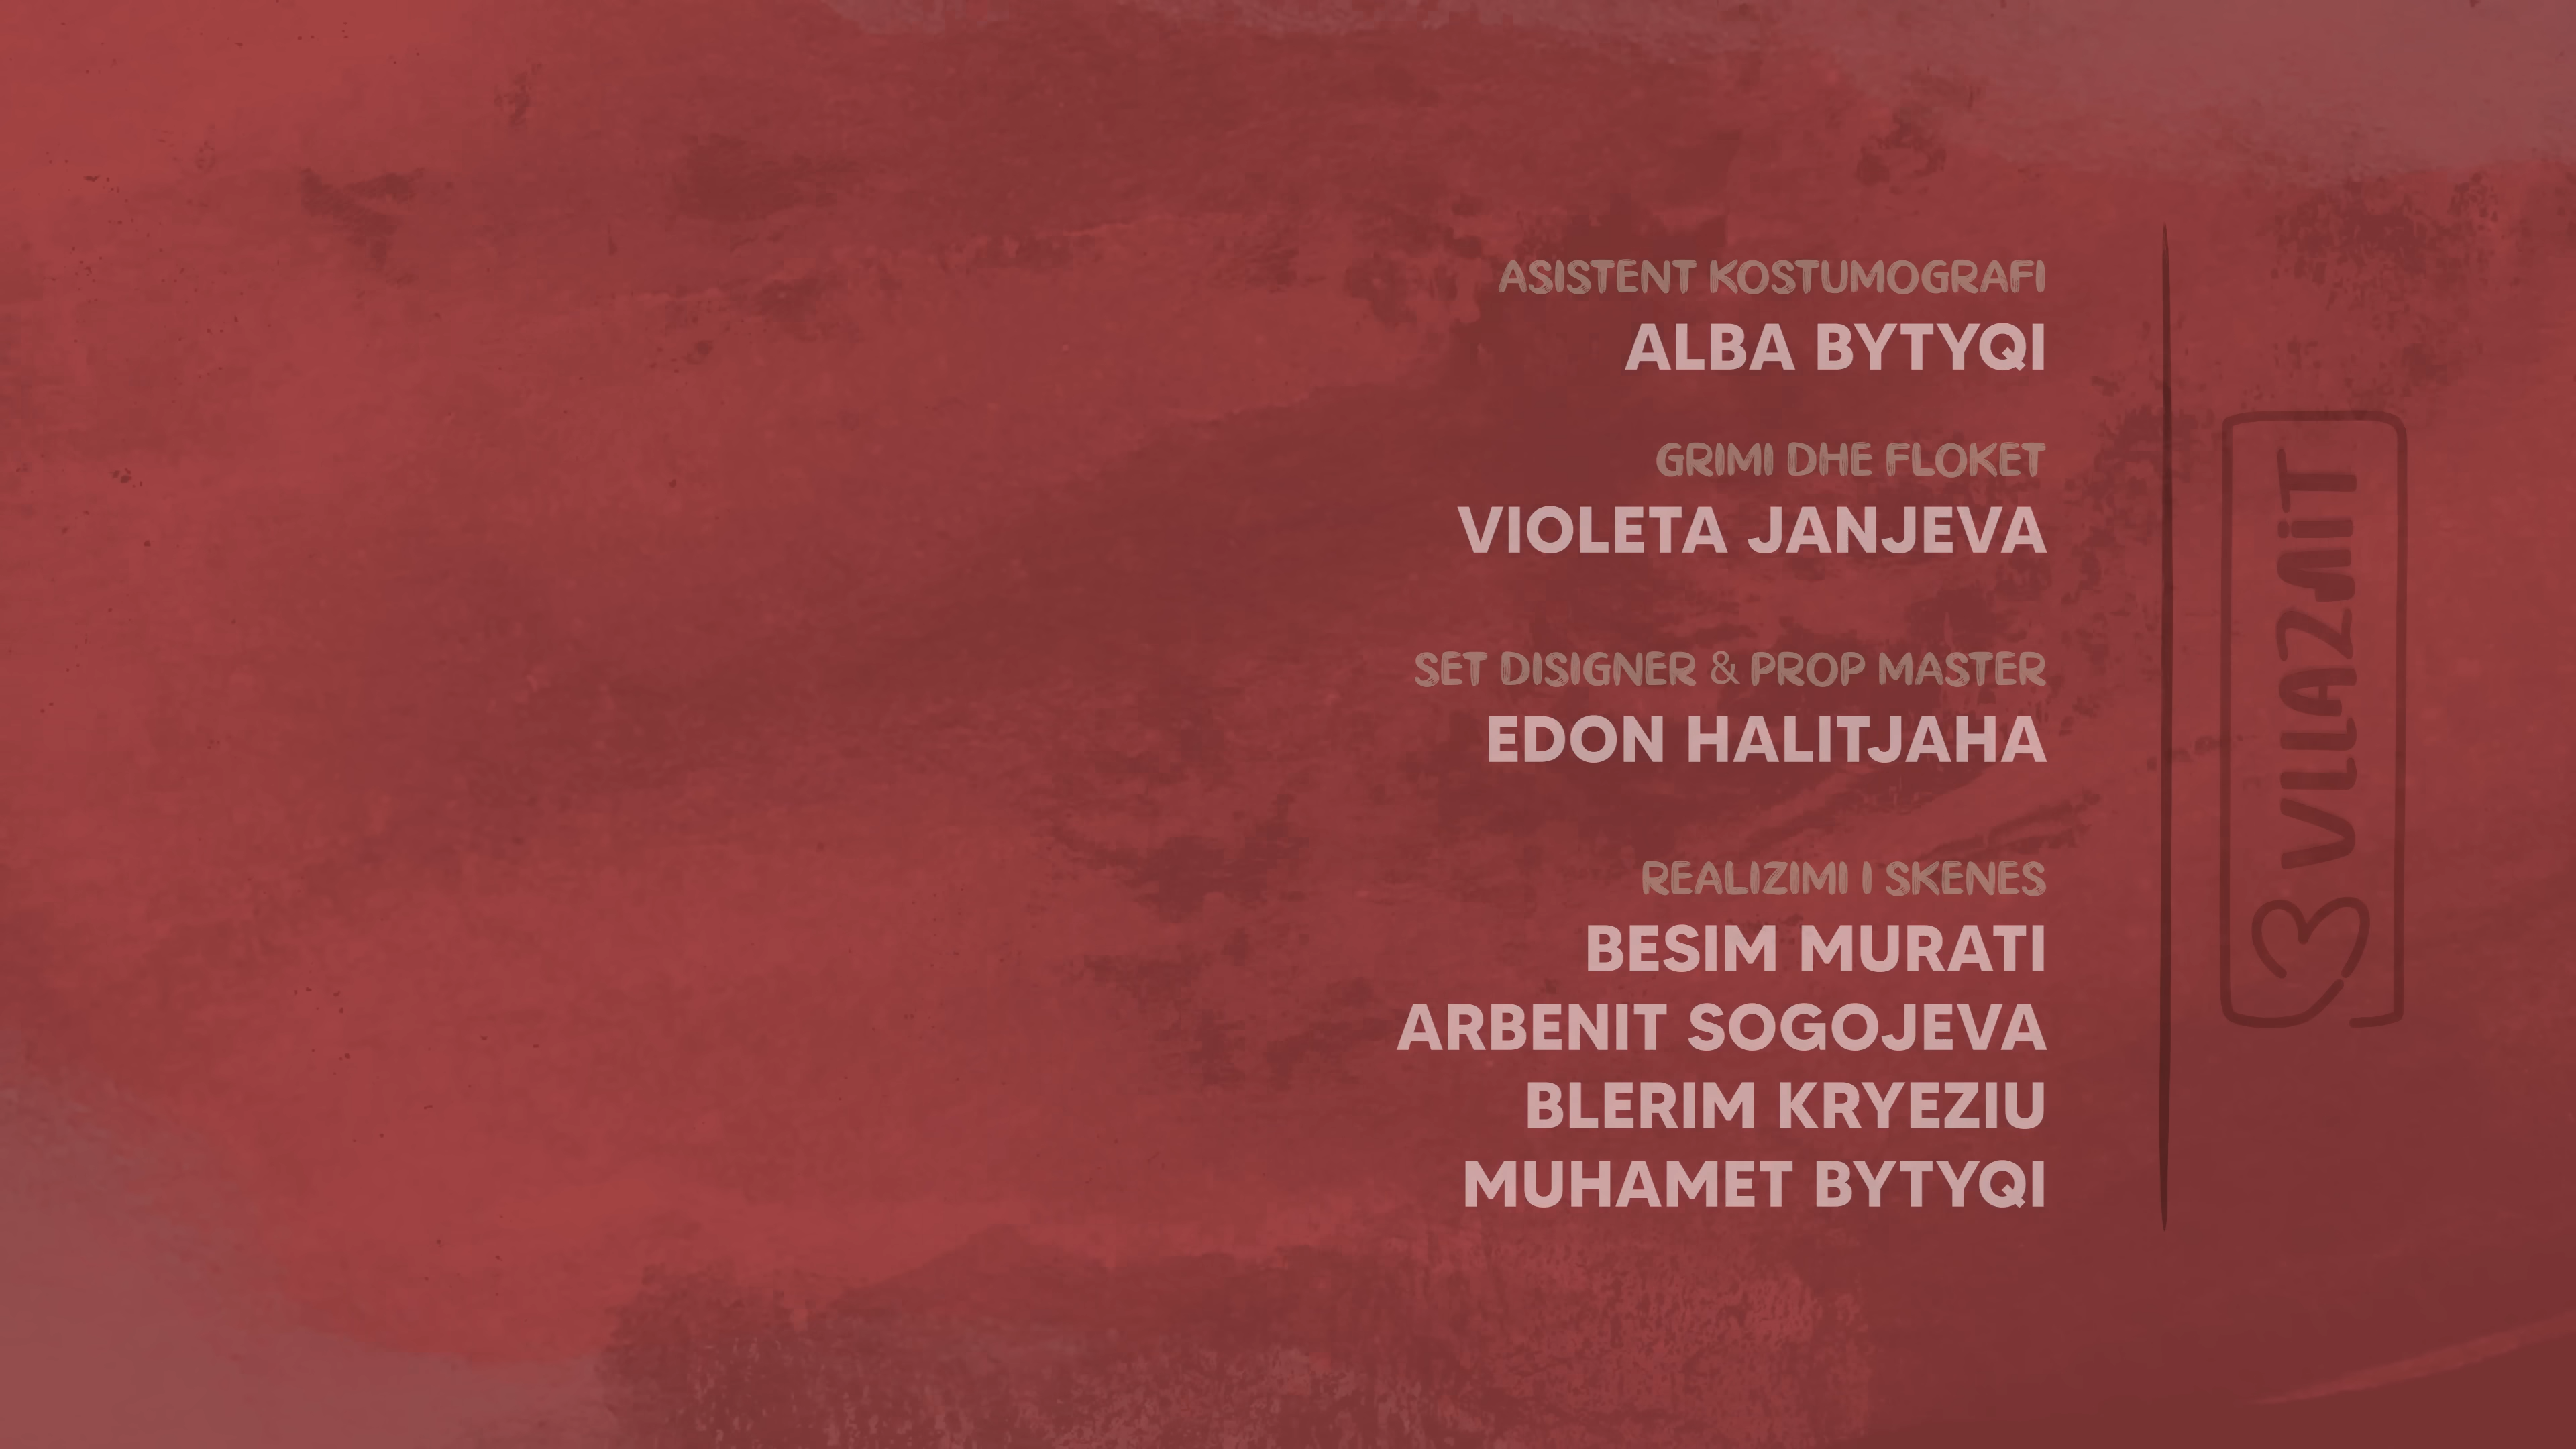 ASISTENT KOSTUMOGRAFI
ALBA BYTYQI
GRIMI DHE FLOKET
VIOLETA JANJEVA
SET DISIGNER & PROP MASTER
EDON HALITJAHA
REALIZIMI I SKENES
BESIM MURATI
ARBENIT SOGOJEVA
BLERIM KRYEZIU
MUHAMET BYTYQI
3 VLLAZNiT